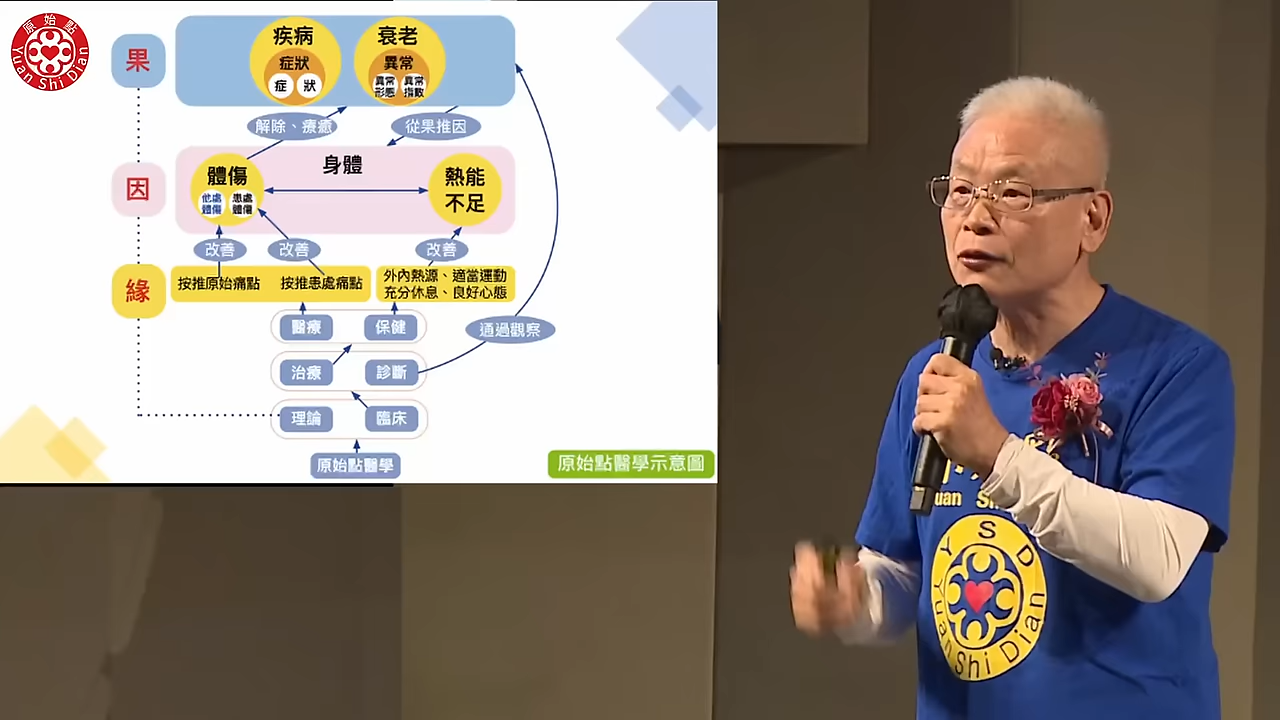 原始點
Yuan Shi Dian
果
疾病
症狀
症 狀
衰老
異常
異常形態
異常指數
解除、療癒
從果推因
因
身體
體傷
他處體傷
患處體傷
熱能不足
改善
改善
改善
緣
按推原始痛點
按推患處痛點
外內熱源、適當運動
充分休息、良好心態
醫療
保健
通過觀察
治療
診斷
理論
臨床
原始點醫學
原始點醫學示意圖
YSD
Yuan Shi Dian